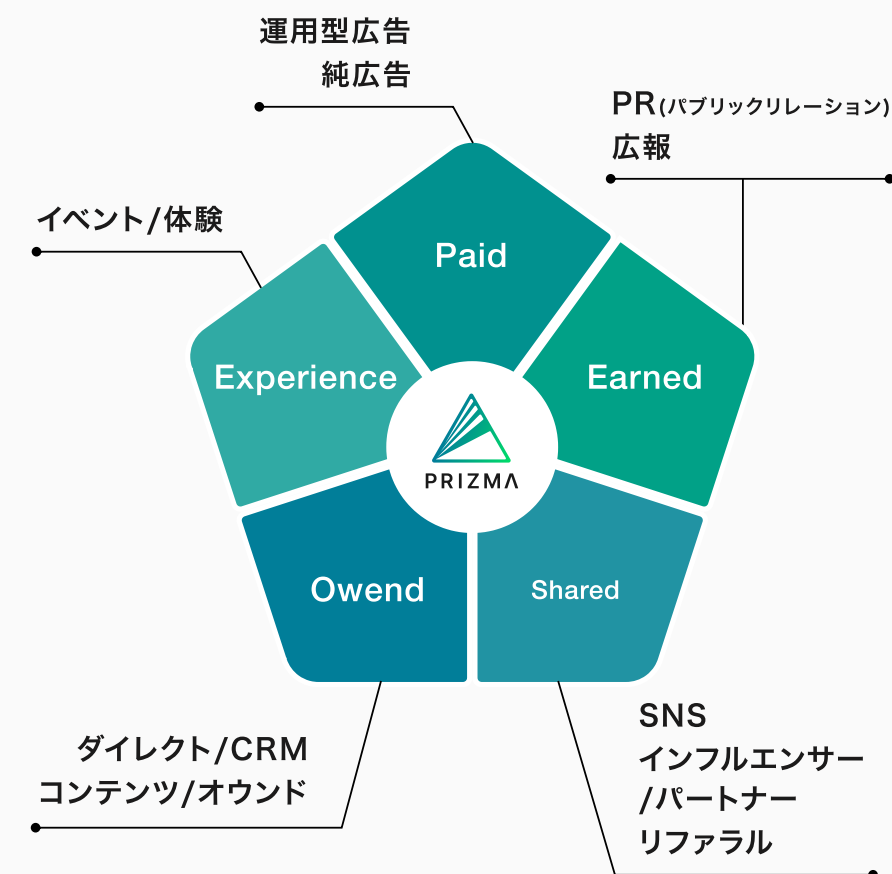 運用型広告
純広告
PR(パブリックリレーション)
広報
イベント/体験
Paid
Experience
Earned
PRIZMA
Owend
Shared
ダイレクト/CRM
コンテンツ/オウンド
SNS
インフルエンサー
/パートナー
リファラル